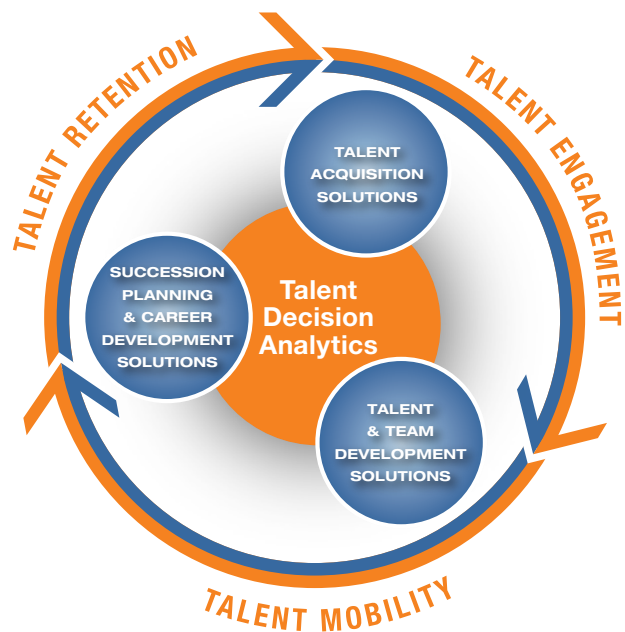 TALENT RETENTION
TALENT ENGAGEMENT
TALENT
ACQUISITION
SOLUTIONS
SUCCESSION
PLANNING
& CAREER
DEVELOPMENT
SOLUTIONS
Talent
Decision
Analytics
TALENT
& TEAM
DEVELOPMENT
SOLUTIONS
TALENT MOBILITY